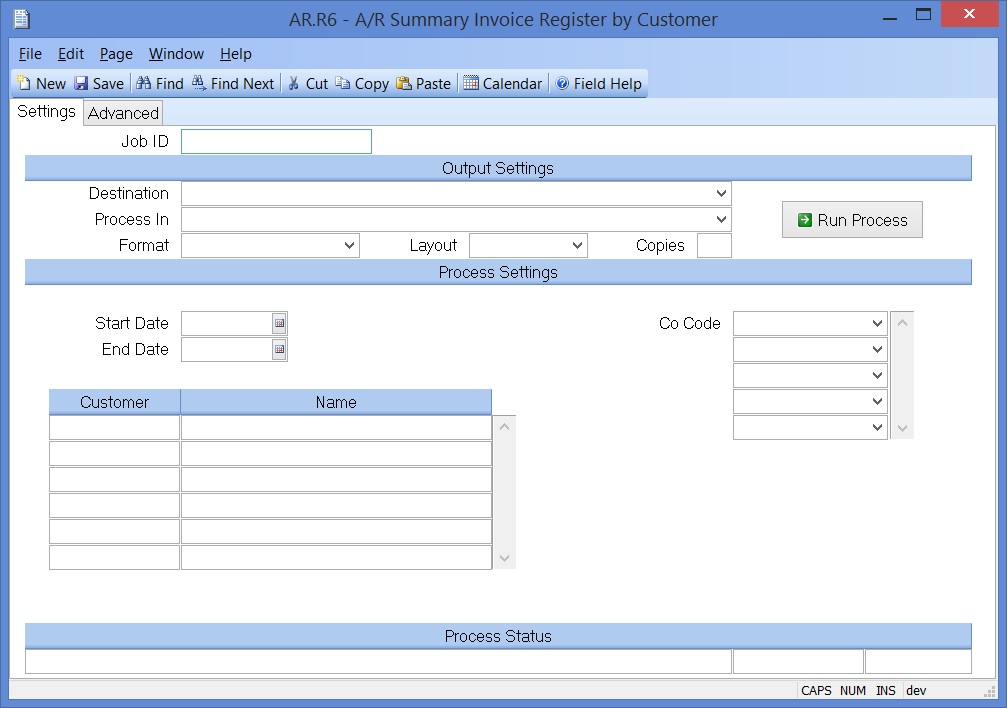 AR.R6 - A/R Summary Invoice Register by Customer
File Edit Page Window Help
New Save Find Find Next Cut Copy Paste Calendar Field Help
Settings Advanced
Job ID
Output Settings
Destination
Process In
Run Process
Format Layout Copies
Process Settings
Start Date Co Code
End Date
Customer Name
Process Status
CAPS NUM INS dev